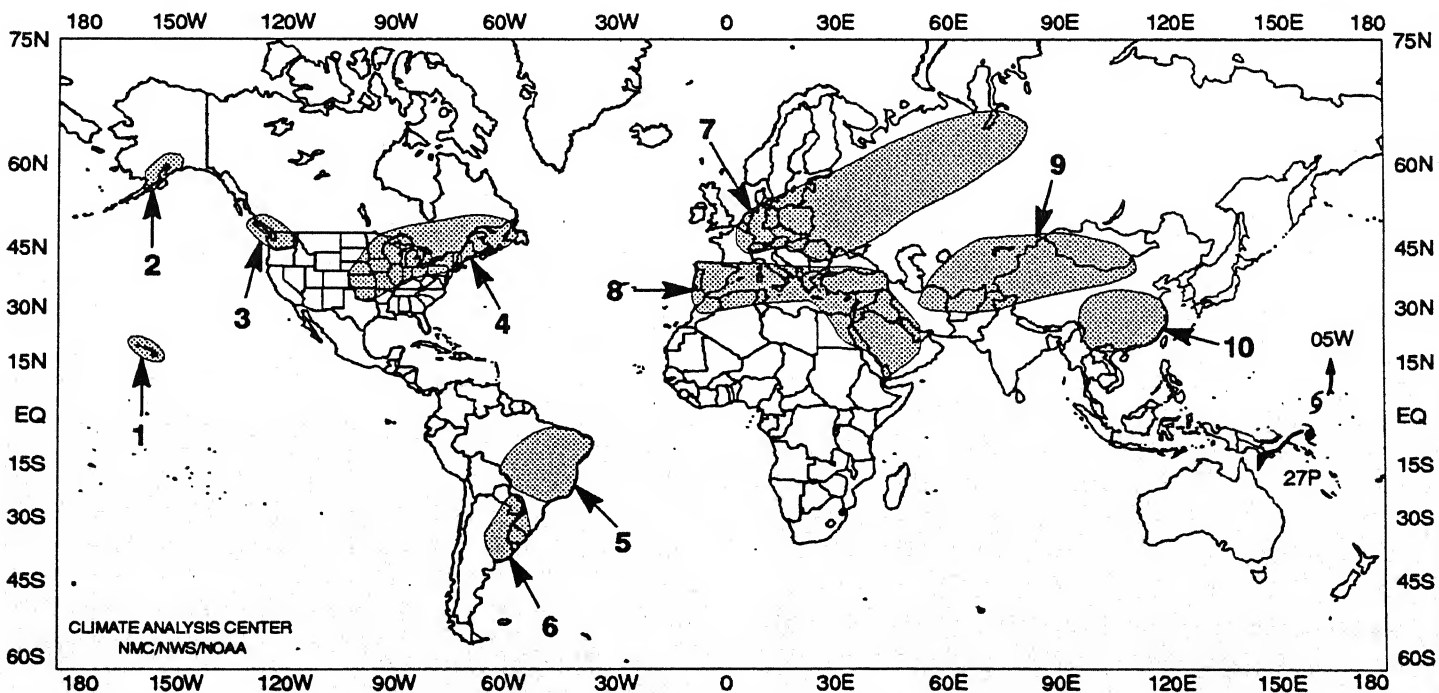 180 150W 120W 90W 60W 30W 0 30E 60E 90E 120E 150E 180
75N 75N
60N 60N
45N 45N
30N 30N
15N 15N
EQ EQ
15S 15S
30S 30S
45S 45S
60S 60S
1
2
3
4
5
6
7
8
9
10
05W
27P
CLIMATE ANALYSIS CENTER
NMC/NWS/NOAA
180 150W 120W 90W 60W 30W 0 30E 60E 90E 120E 150E 180